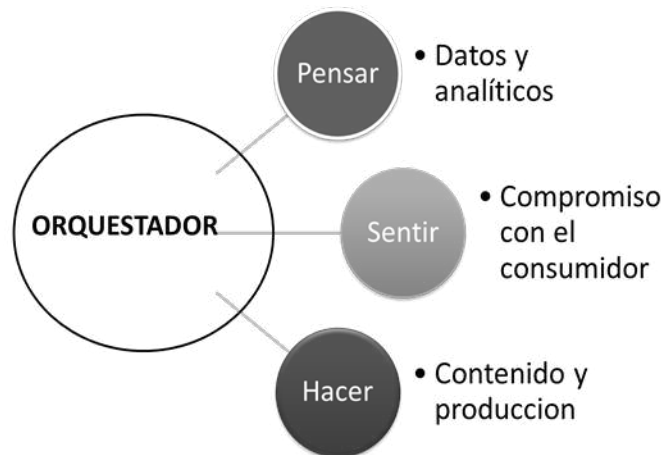 Pensar
• Datos y
analíticos
ORQUESTADOR
Sentir
• Compromiso
con el
consumidor
Hacer
• Contenido y
produccion